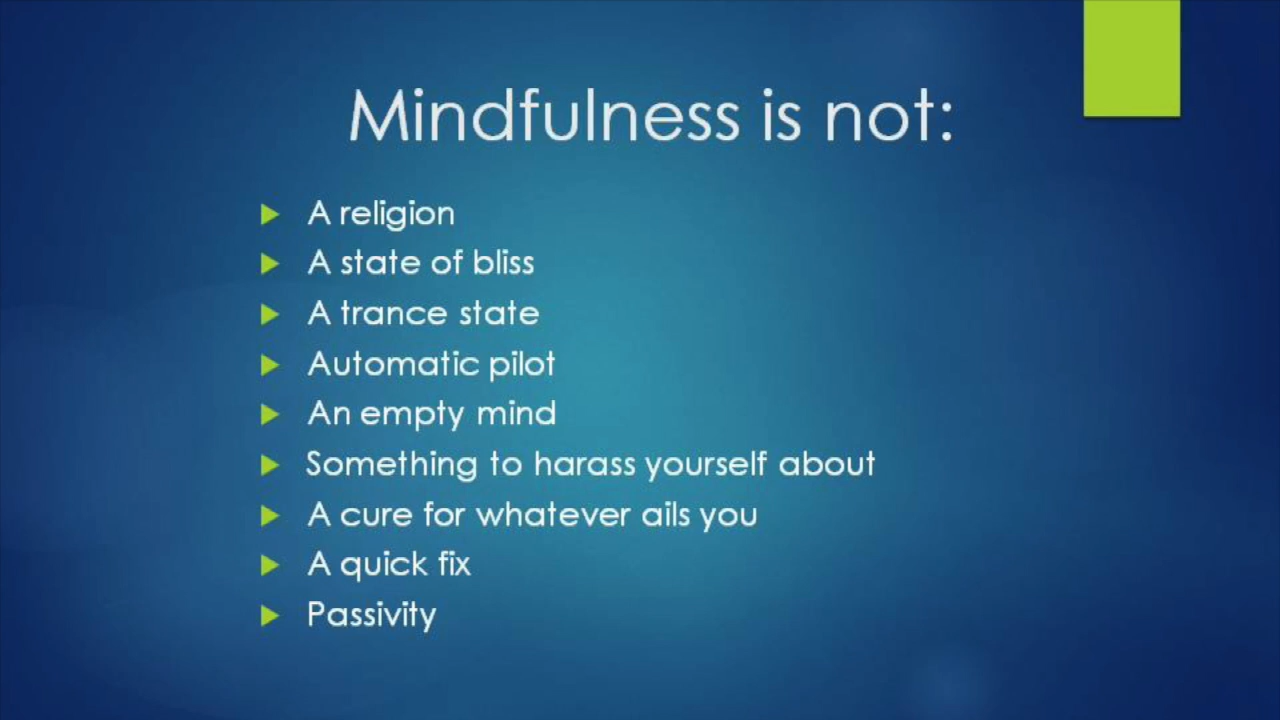 Mindfulness is not:
A religion
A state of bliss
A trance state
Automatic pilot
An empty mind
Something to harass yourself about
A cure for whatever ails you
A quick fix
Passivity